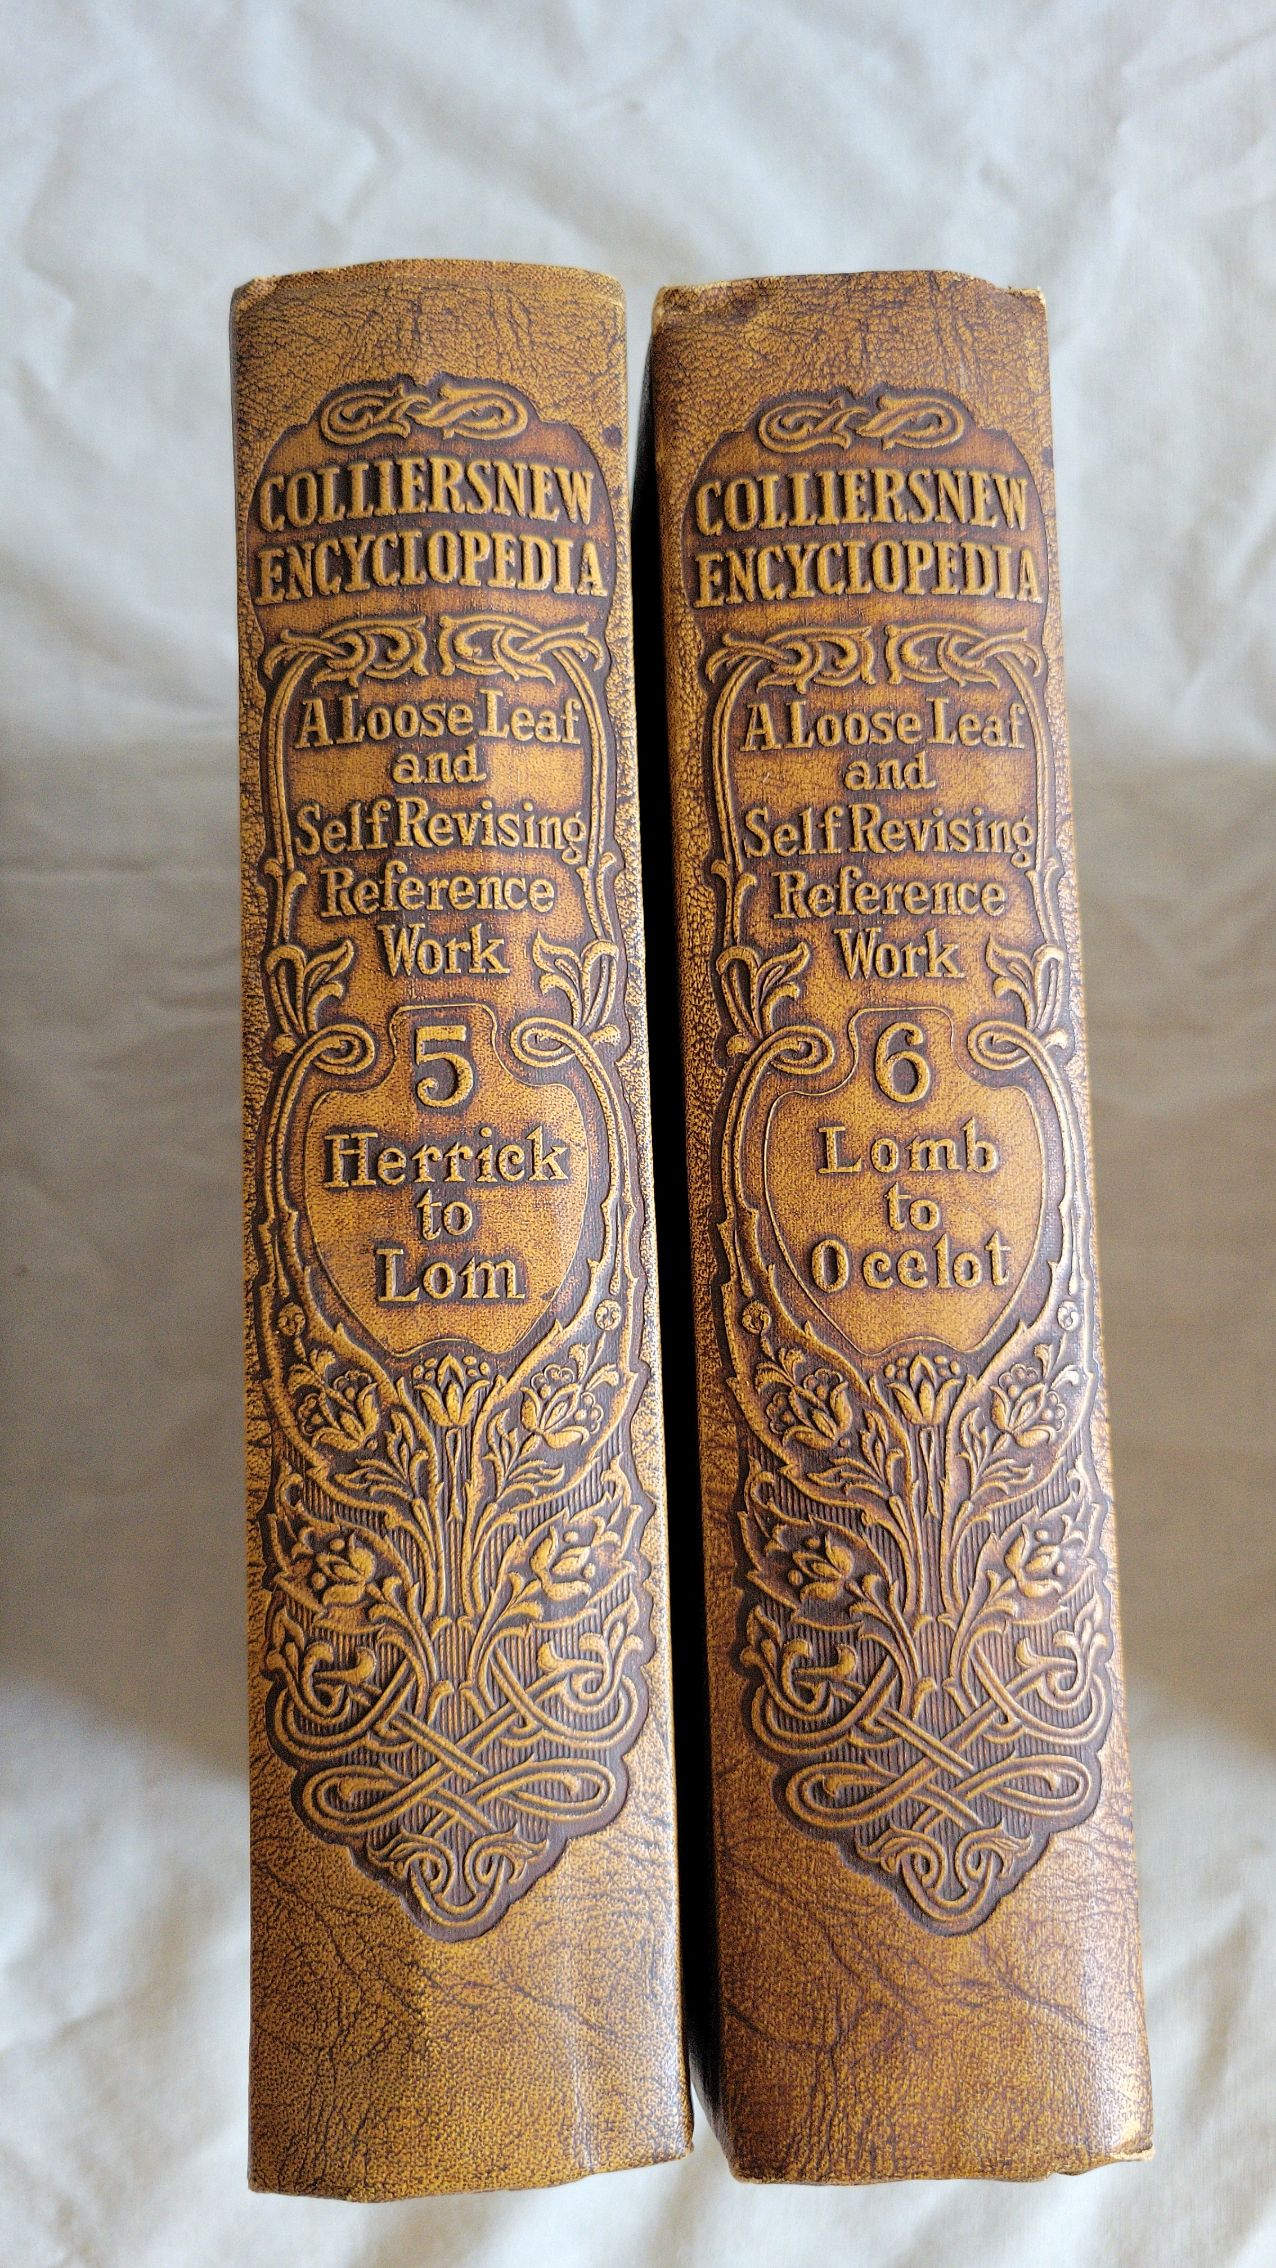 COLLIERSNEW
ENCYCLOPEDIA
A Loose Leaf
and
Self Revising
Reference
Work
5
Herrick
to
Lom
COLLIERSNEW
ENCYCLOPEDIA
A Loose Leaf
and
Self Revising
Reference
Work
6
Lomb
to
Ocelot